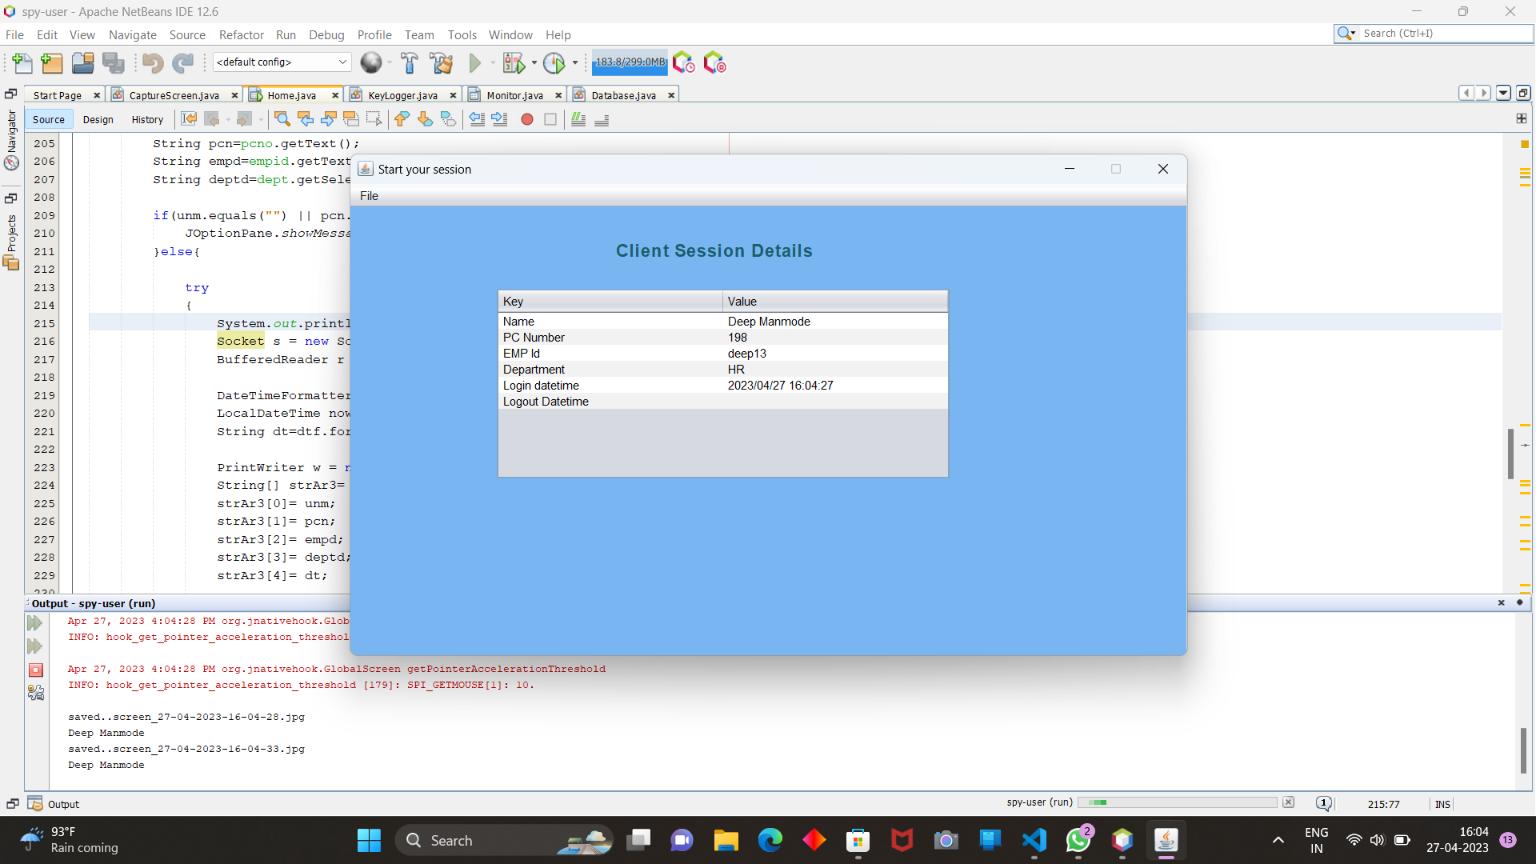 spy-user - Apache NetBeans IDE 12.6
File Edit View Navigate Source Refactor Run Debug Profile Team Tools Window Help
Search (Ctrl+I)
<default config>
183.8/299.0MB
Start Page CaptureScreen.java Home.java KeyLogger.java Monitor.java Database.java
Source Design History
Navigator
Projects
205 String pcn=pcno.getText();
206 String empd=empid.getText
207 String deptd=dept.getSele
208
209 if(unm.equals("") || pcn.
210 JOptionPane.showMessa
211 }else{
212
213 try
214 {
215 System.out.printl
216 Socket s = new So
217 BufferedReader r
218
219 DateTimeFormatter
220 LocalDateTime now
221 String dt=dtf.for
222
223 PrintWriter w = n
224 String[] strAr3=
225 strAr3[0]= unm;
226 strAr3[1]= pcn;
227 strAr3[2]= empd;
228 strAr3[3]= deptd;
229 strAr3[4]= dt;
230
Start your session
File
Client Session Details
Key Value
Name Deep Manmode
PC Number 198
EMP Id deep13
Department HR
Login datetime 2023/04/27 16:04:27
Logout Datetime
Output - spy-user (run)
Apr 27, 2023 4:04:28 PM org.jnativehook.Glob
INFO: hook_get_pointer_acceleration_threshol
Apr 27, 2023 4:04:28 PM org.jnativehook.GlobalScreen getPointerAccelerationThreshold
INFO: hook_get_pointer_acceleration_threshold [179]: SPI_GETMOUSE[1]: 10.
saved..screen_27-04-2023-16-04-28.jpg
Deep Manmode
saved..screen_27-04-2023-16-04-33.jpg
Deep Manmode
Output
spy-user (run)
1
215:77
INS
93°F
Rain coming
Search
2
ENG
IN
16:04
27-04-2023
13